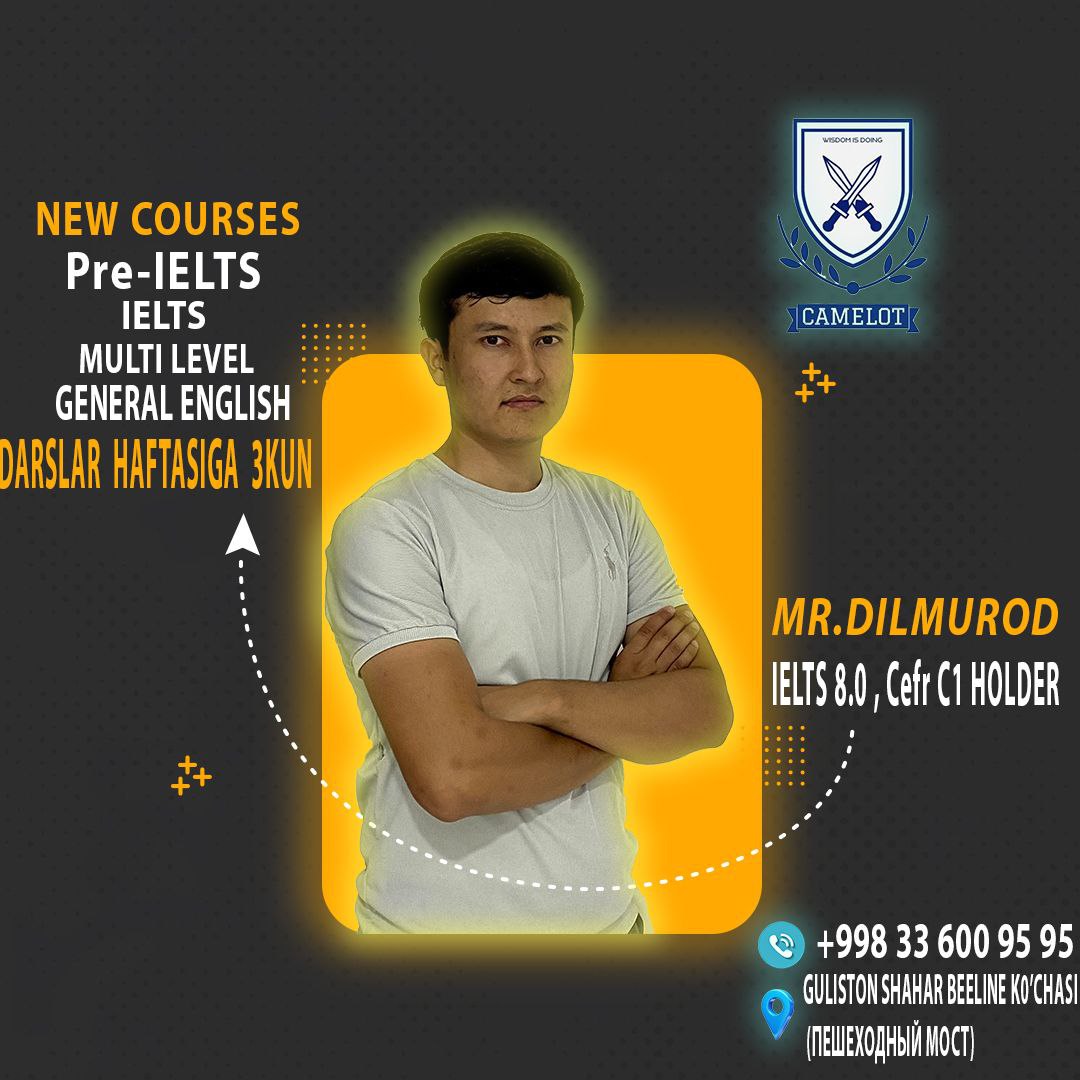 WISDOM IS DOING
CAMELOT
NEW COURSES
Pre-IELTS
IELTS
MULTI LEVEL
GENERAL ENGLISH
DARSLAR HAFTASIGA 3KUN
MR.DILMUROD
IELTS 8.0 , Cefr C1 HOLDER
+998 33 600 95 95
GULISTON SHAHAR BEELINE K0'CHASI
(ПЕШЕХОДНЫЙ МОСТ)